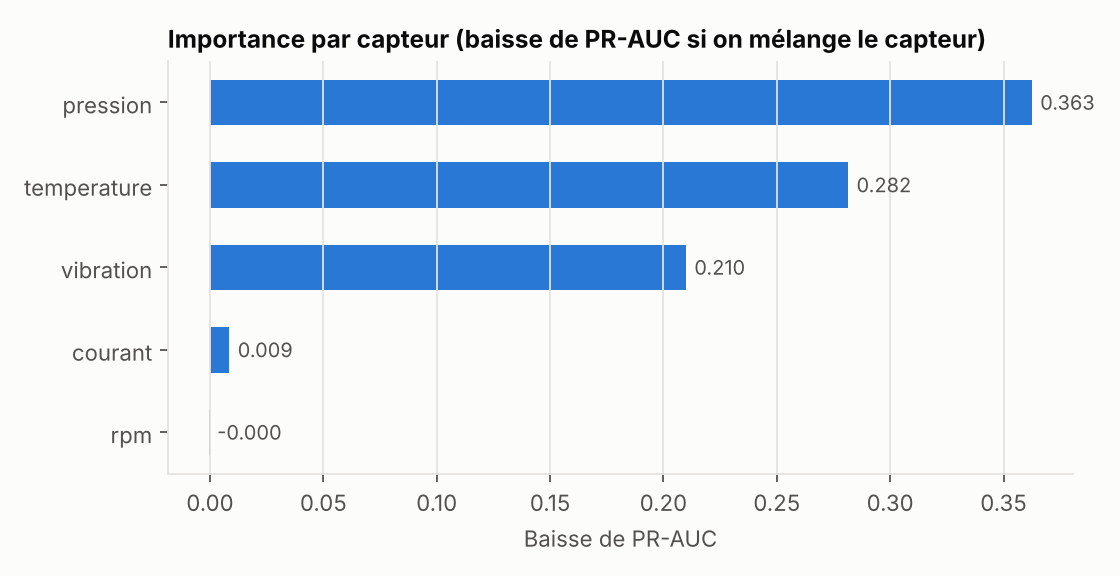 Importance par capteur (baisse de PR-AUC si on mélange le capteur)
pression 0.363
temperature 0.282
vibration 0.210
courant 0.009
rpm -0.000
0.00 0.05 0.10 0.15 0.20 0.25 0.30 0.35
Baisse de PR-AUC